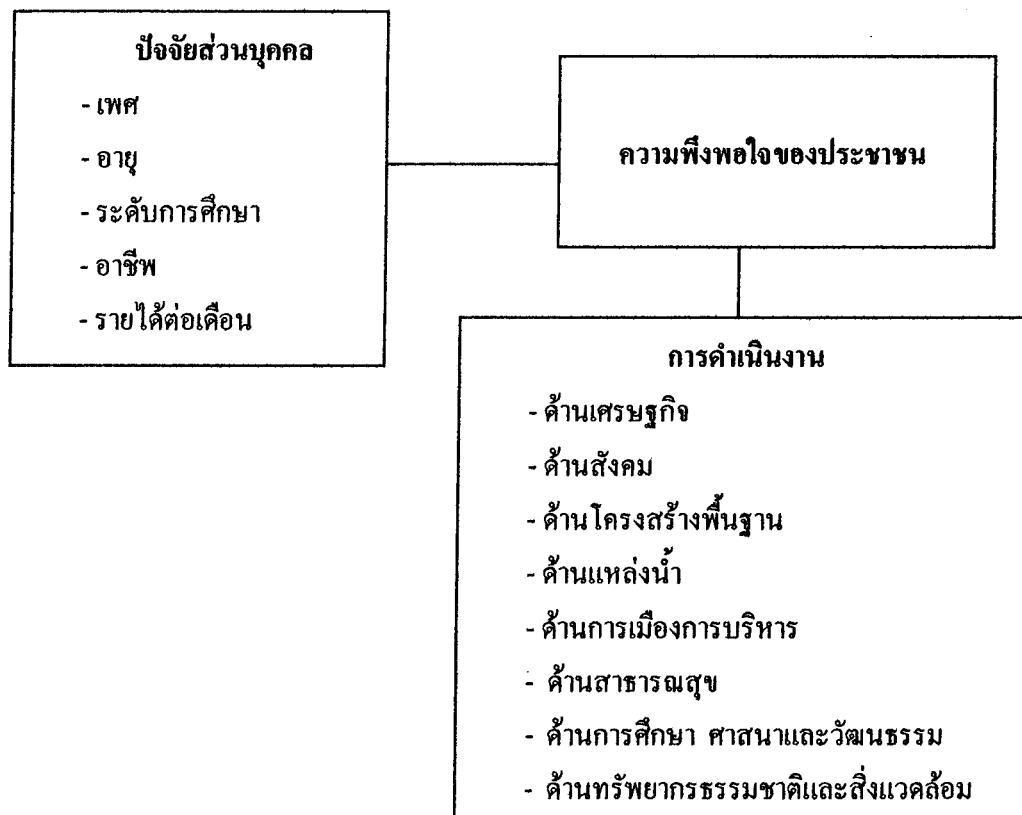 ปัจจัยส่วนบุคคล
- เพศ
- อายุ
- ระดับการศึกษา
- อาชีพ
- รายได้ต่อเดือน
ความพึงพอใจของประชาชน
การดำเนินงาน
- ด้านเศรษฐกิจ
- ด้านสังคม
- ด้านโครงสร้างพื้นฐาน
- ด้านแหล่งน้ำ
- ด้านการเมืองการบริหาร
- ด้านสาธารณสุข
- ด้านการศึกษา ศาสนาและวัฒนธรรม
- ด้านทรัพยากรธรรมชาติและสิ่งแวดล้อม